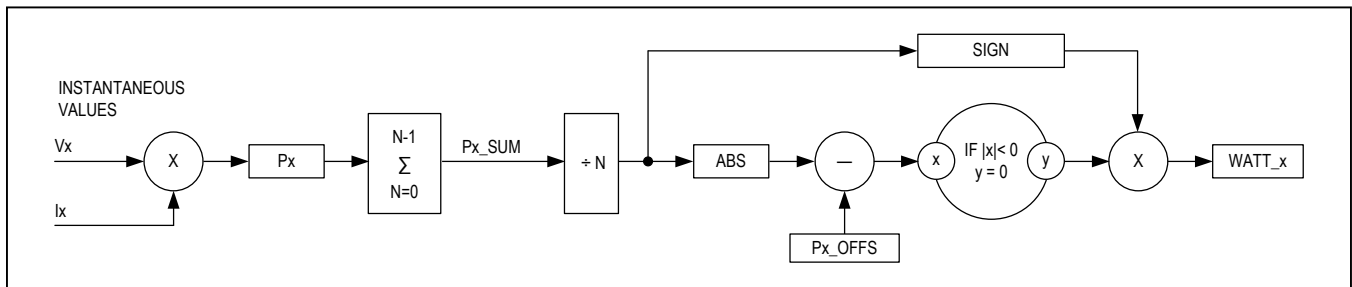 INSTANTANEOUS
VALUES
Vx
Ix
X
Px
N-1
Σ
N=0
Px_SUM
÷ N
SIGN
ABS
—
Px_OFFS
x
IF |x|< 0
y = 0
y
X
WATT_x